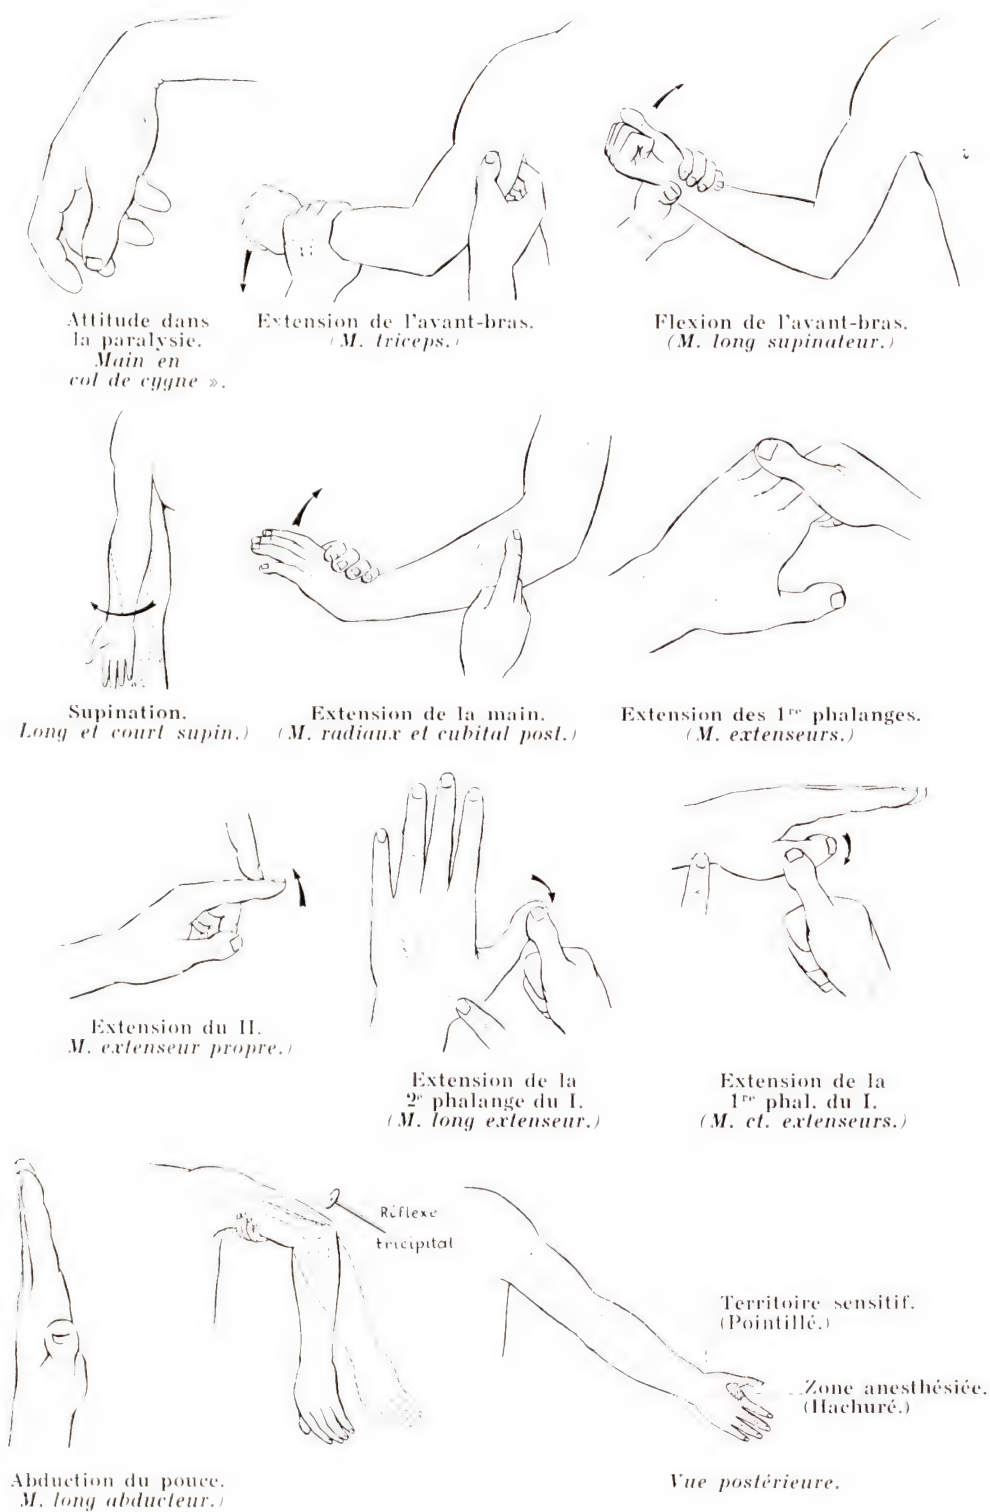 Attitude dans
la paralysie.
Main en
col de cygne ».
Extension de l'avant-bras.
(M. triceps.)
Flexion de l'avant-bras.
(M. long supinateur.)
Supination.
Long et court supin.)
Extension de la main.
(M. radiaux et cubital post.)
Extension des 1re phalanges.
(M. extenseurs.)
Extension du II.
M. extenseur propre.)
Extension de la
2e phalange du I.
(M. long extenseur.)
Extension de la
1re phal. du I.
(M. ct. extenseurs.)
Abduction du pouce.
M. long abducteur.)
Réflexe
tricipital
Territoire sensitif.
(Pointillé.)
Zone anesthésiée.
(Hachuré.)
Vue postérieure.